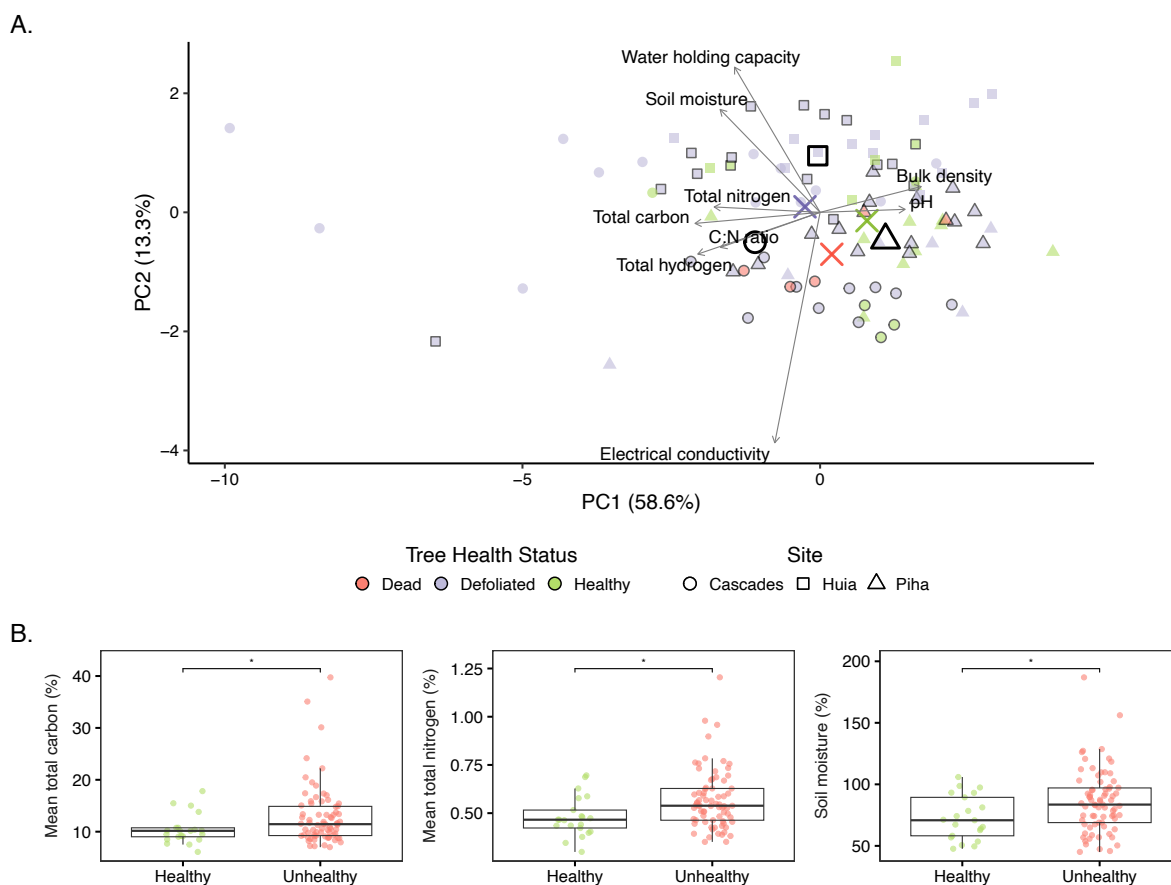 A.
Water holding capacity
Soil moisture
Bulk density
Total nitrogen
pH
Total carbon
C:N ratio
Total hydrogen
Electrical conductivity
PC2 (13.3%)
2
0
−2
−4
−10
−5
0
PC1 (58.6%)
Tree Health Status
Dead Defoliated Healthy
Site
Cascades Huia Piha
B.
Mean total carbon (%)
40
30
20
10
*
Healthy Unhealthy
Mean total nitrogen (%)
1.25
1.00
0.75
0.50
*
Healthy Unhealthy
Soil moisture (%)
200
150
100
50
*
Healthy Unhealthy